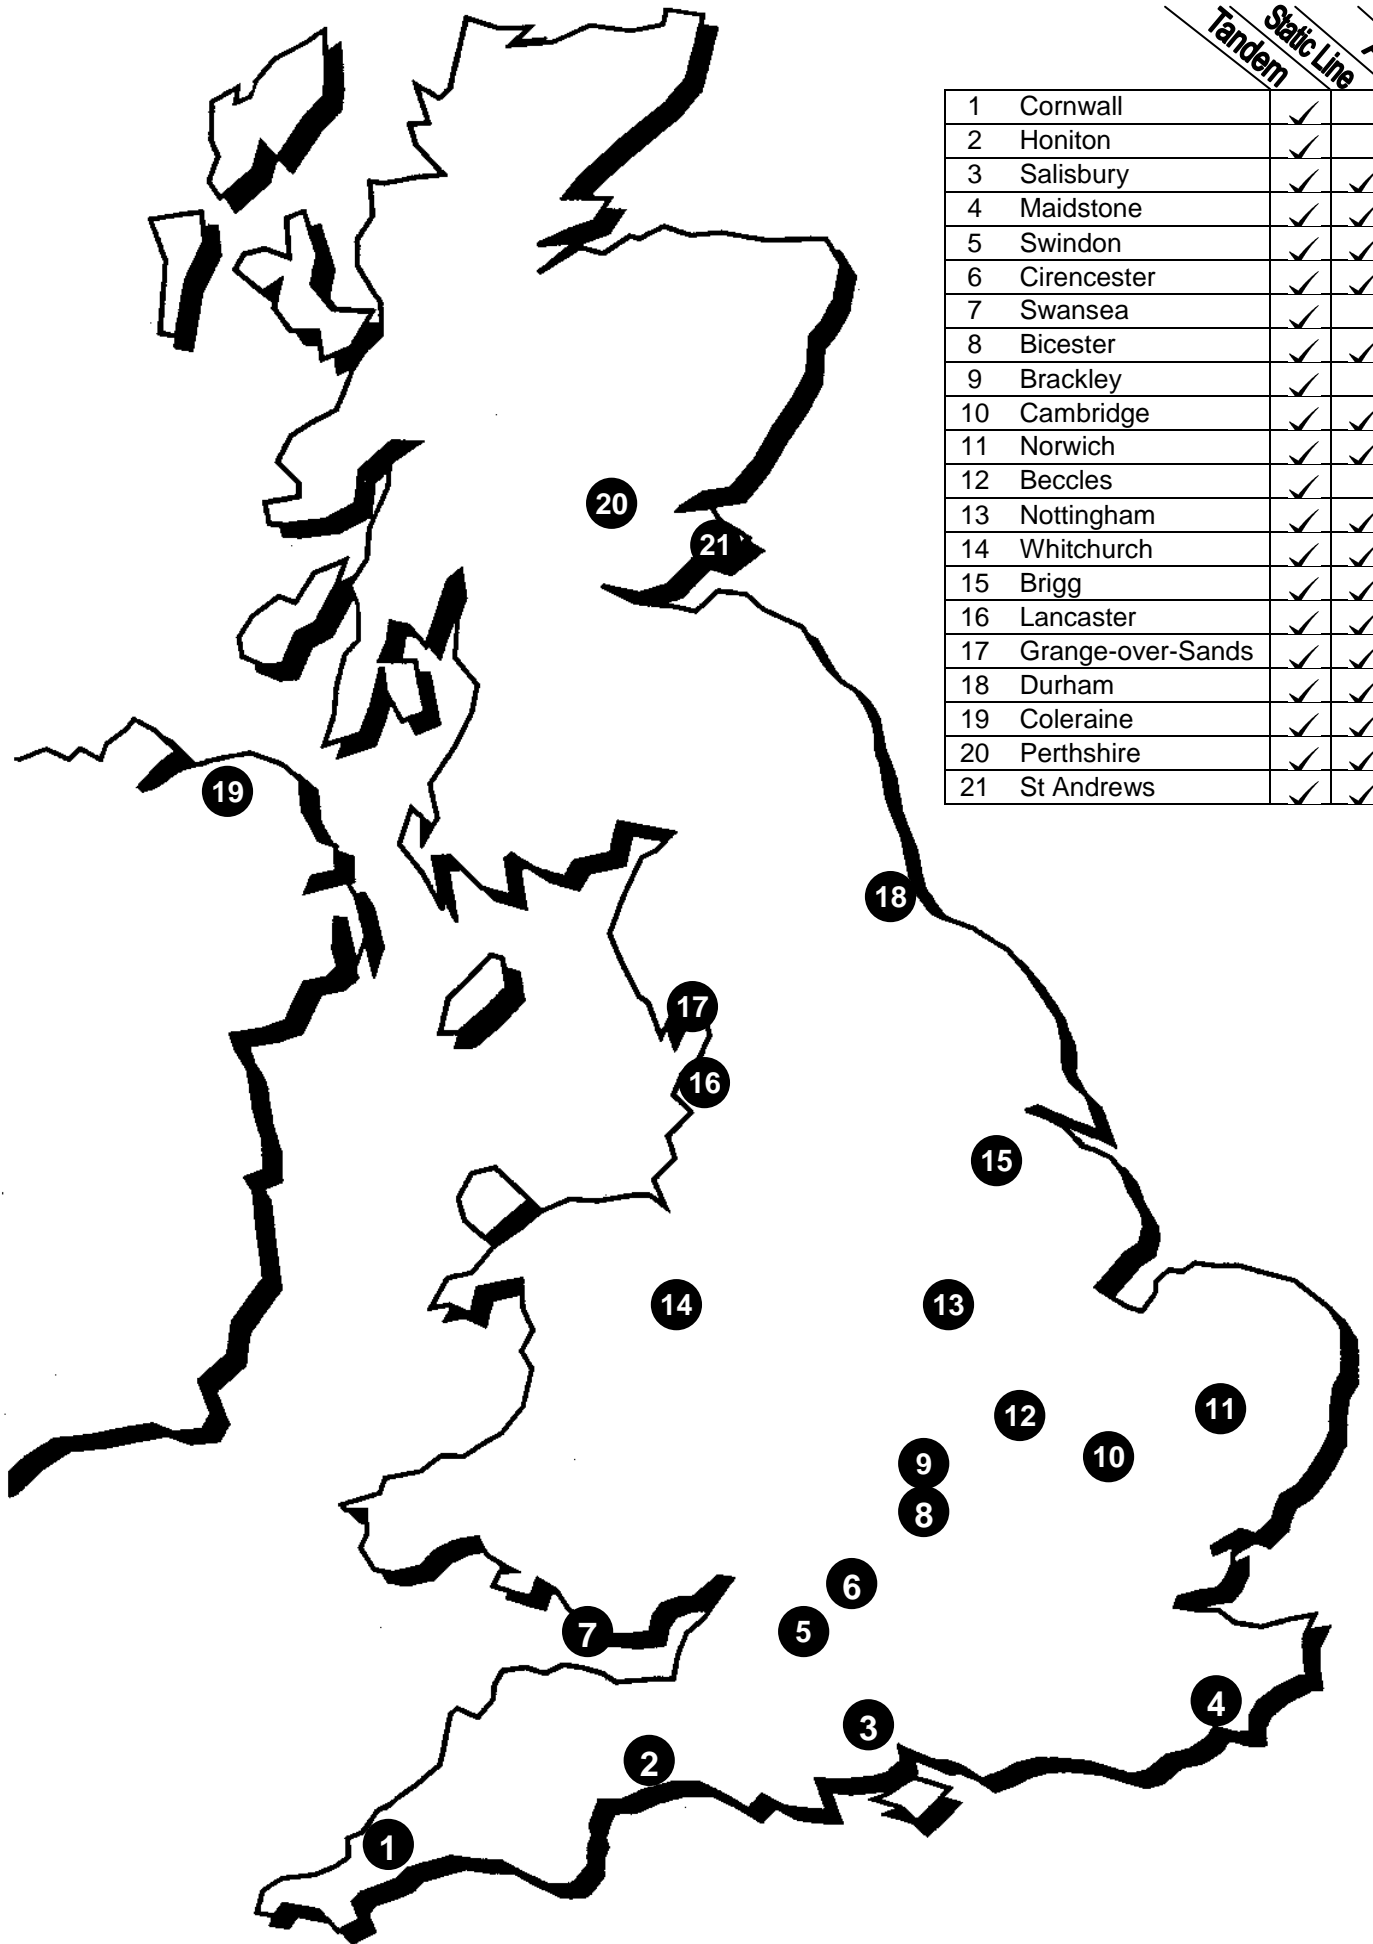 Tandem Static Line
1 Cornwall ✓
2 Honiton ✓
3 Salisbury ✓ ✓
4 Maidstone ✓ ✓
5 Swindon ✓ ✓
6 Cirencester ✓ ✓
7 Swansea ✓
8 Bicester ✓ ✓
9 Brackley ✓
10 Cambridge ✓ ✓
11 Norwich ✓ ✓
12 Beccles ✓
13 Nottingham ✓ ✓
14 Whitchurch ✓ ✓
15 Brigg ✓ ✓
16 Lancaster ✓ ✓
17 Grange-over-Sands ✓ ✓
18 Durham ✓ ✓
19 Coleraine ✓ ✓
20 Perthshire ✓ ✓
21 St Andrews ✓ ✓
20
21
19
18
17
16
15
14
13
12
11
10
9
8
6
7
5
4
3
2
1